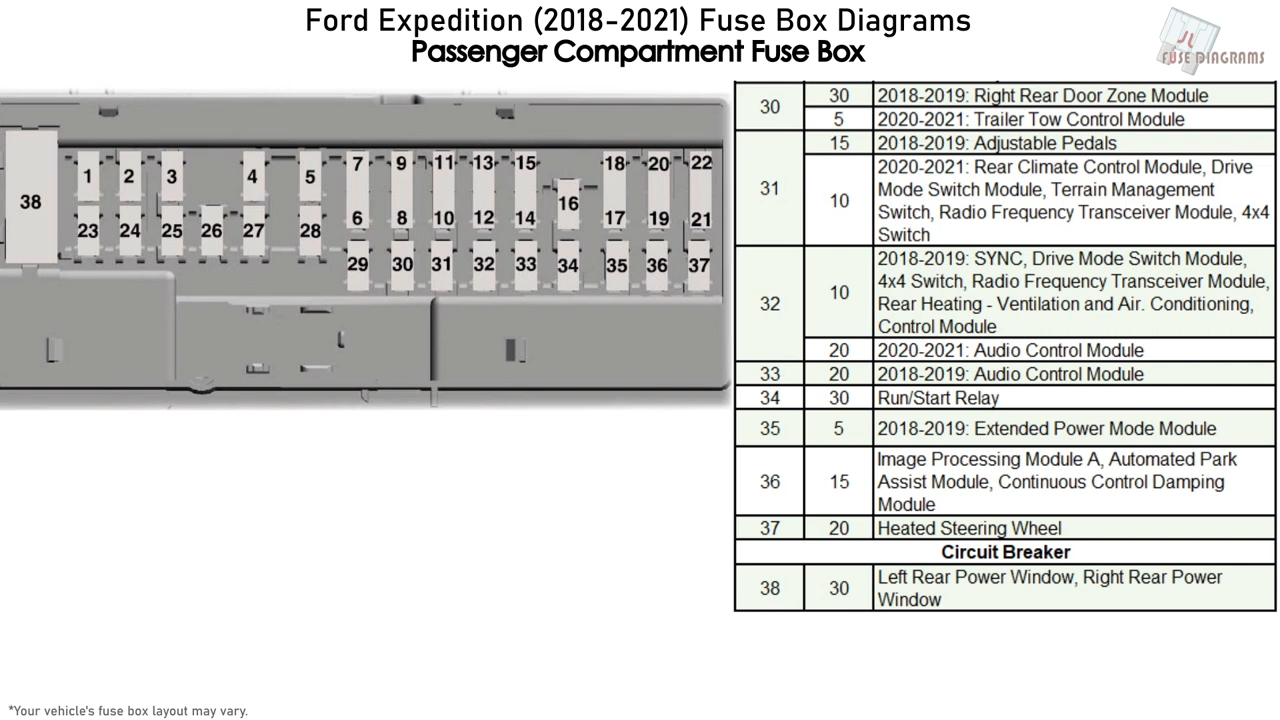 Ford Expedition (2018-2021) Fuse Box Diagrams
Passenger Compartment Fuse Box
JL
FUSE DIAGRAMS
38
1 2 3 4 5
23 24 25 26 27 28
7 9 11 13 15 18 20 22
16
6 8 10 12 14 17 19 21
29 30 31 32 33 34 35 36 37
30 30 2018-2019: Right Rear Door Zone Module
5 2020-2021: Trailer Tow Control Module
31 15 2018-2019: Adjustable Pedals
10 2020-2021: Rear Climate Control Module, Drive
Mode Switch Module, Terrain Management
Switch, Radio Frequency Transceiver Module, 4x4
Switch
32 10 2018-2019: SYNC, Drive Mode Switch Module,
4x4 Switch, Radio Frequency Transceiver Module,
Rear Heating - Ventilation and Air. Conditioning,
Control Module
20 2020-2021: Audio Control Module
33 20 2018-2019: Audio Control Module
34 30 Run/Start Relay
35 5 2018-2019: Extended Power Mode Module
36 15 Image Processing Module A, Automated Park
Assist Module, Continuous Control Damping
Module
37 20 Heated Steering Wheel
Circuit Breaker
38 30 Left Rear Power Window, Right Rear Power
Window
*Your vehicle's fuse box layout may vary.